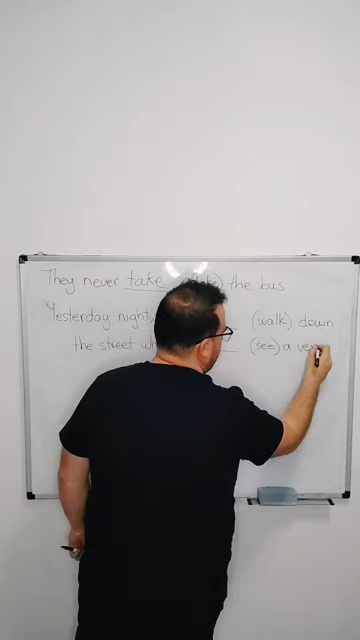 They never take (take) the bus
Yesterday night, (walk) down
the street (see) a